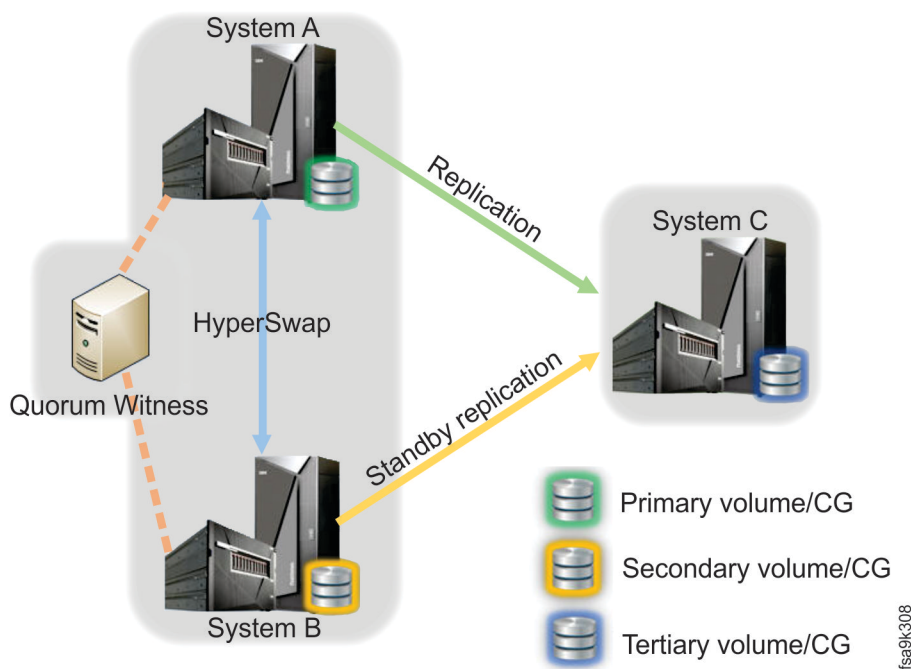 System A
Replication
System C
HyperSwap
Quorum Witness
Standby replication
System B
Primary volume/CG
Secondary volume/CG
Tertiary volume/CG
fsa9k308